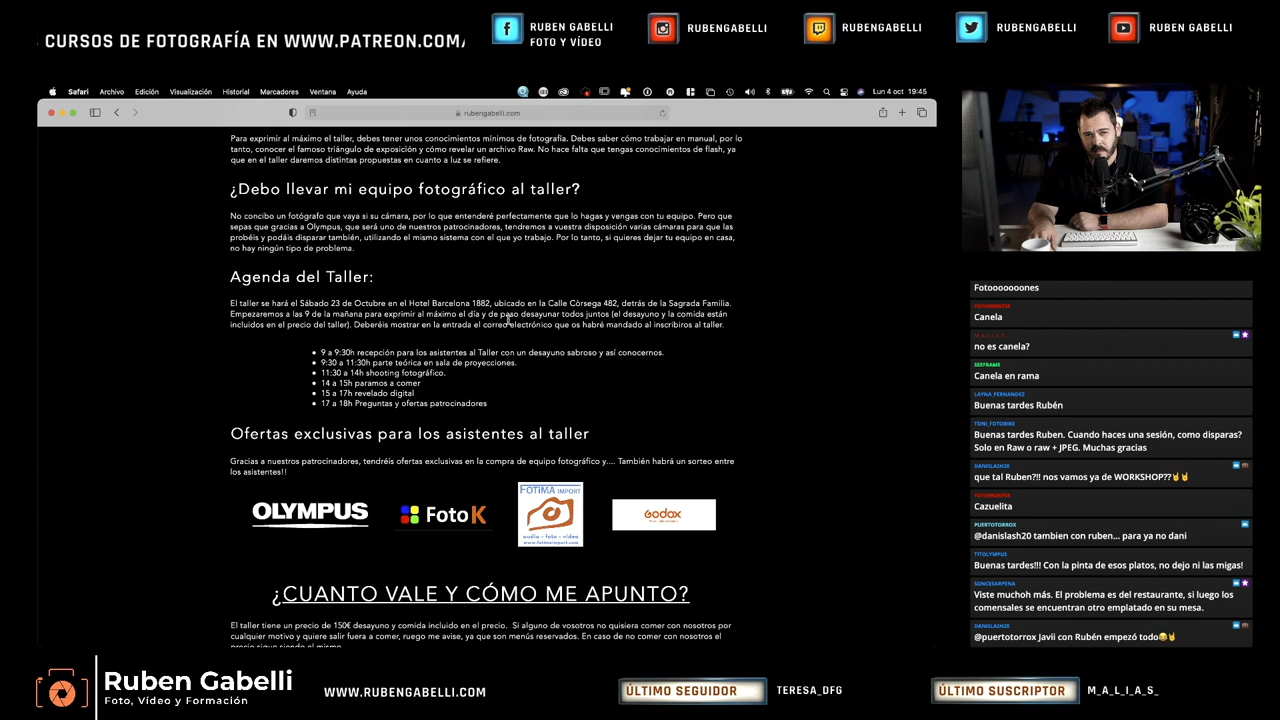 CURSOS DE FOTOGRAFÍA EN WWW.PATREON.COM/
RUBEN GABELLI
FOTO Y VÍDEO
RUBENGABELLI
RUBENGABELLI
RUBENGABELLI
RUBEN GABELLI
Safari Archivo Edición Visualización Historial Marcadores Ventana Ayuda
Lun 4 oct 19:45
rubengabelli.com
Para exprimir al máximo el taller, debes tener unos conocimientos mínimos de fotografía. Debes saber cómo trabajar en manual, por lo
tanto, conocer el famoso triángulo de exposición y cómo revelar un archivo Raw. No hace falta que tengas conocimientos de flash, ya
que en el taller daremos distintas propuestas en cuanto a luz se refiere.
¿Debo llevar mi equipo fotográfico al taller?
No concibo un fotógrafo que vaya si su cámara, por lo que entenderé perfectamente que lo hagas y vengas con tu equipo. Pero que
sepas que gracias a Olympus, que será uno de nuestros patrocinadores, tendremos a vuestra disposición varias cámaras para que las
probéis y podáis disparar también, utilizando el mismo sistema con el que yo trabajo. Por lo tanto, si quieres dejar tu equipo en casa,
no hay ningún tipo de problema.
Agenda del Taller:
El taller se hará el Sábado 23 de Octubre en el Hotel Barcelona 1882, ubicado en la Calle Còrsega 482, detrás de la Sagrada Familia.
Empezaremos a las 9 de la mañana para exprimir al máximo el día y de paso desayunar todos juntos (el desayuno y la comida están
incluidos en el precio del taller). Deberéis mostrar en la entrada el correo electrónico que os habré mandado al inscribiros al taller.
• 9 a 9:30h recepción para los asistentes al Taller con un desayuno sabroso y así conocernos.
• 9:30 a 11:30h parte teórica en sala de proyecciones.
• 11:30 a 14h shooting fotográfico.
• 14 a 15h paramos a comer
• 15 a 17h revelado digital
• 17 a 18h Preguntas y ofertas patrocinadores
Ofertas exclusivas para los asistentes al taller
Gracias a nuestros patrocinadores, tendréis ofertas exclusivas en la compra de equipo fotográfico y.... También habrá un sorteo entre
los asistentes!!
OLYMPUS
FotoK
FOTIMA IMPORT
audio - foto - vídeo
www.fotimaimport.com
Godox
¿CUANTO VALE Y CÓMO ME APUNTO?
El taller tiene un precio de 150€ desayuno y comida incluido en el precio. Si alguno de vosotros no quisiera comer con nosotros por
cualquier motivo y quiere salir fuera a comer, ruego me avise, ya que son menús reservados. En caso de no comer con nosotros el
precio sigue siendo el mismo.
Fotooooooones
Canela
no es canela?
SEEFRAME
Canela en rama
LAYNA_FERNANDEZ
Buenas tardes Rubén
TONI_FOTOBIKE
Buenas tardes Ruben. Cuando haces una sesión, como disparas?
Solo en Raw o raw + JPEG. Muchas gracias
DANISLASH20
que tal Ruben?!! nos vamos ya de WORKSHOP??🤘🤘
Cazuelita
PUERTOTORROX
@danislash20 tambien con ruben... para ya no dani
TITOLYMPUS
Buenas tardes!!! Con la pinta de esos platos, no dejo ni las migas!
SONCESARPENA
Viste muchoh más. El problema es del restaurante, si luego los
comensales se encuentran otro emplatado en su mesa.
DANISLASH20
@puertotorrox Javii con Rubén empezó todo😂🤘
Ruben Gabelli
Foto, Vídeo y Formación
WWW.RUBENGABELLI.COM
ÚLTIMO SEGUIDOR
TERESA_DFG
ÚLTIMO SUSCRIPTOR
M_A_L_I_A_S_